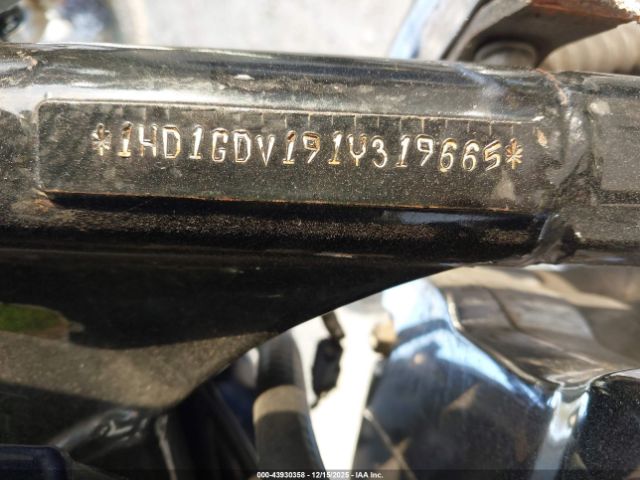 *1HD1GDV191Y319665*
000-43930358 - 12/15/2025 - IAA Inc.